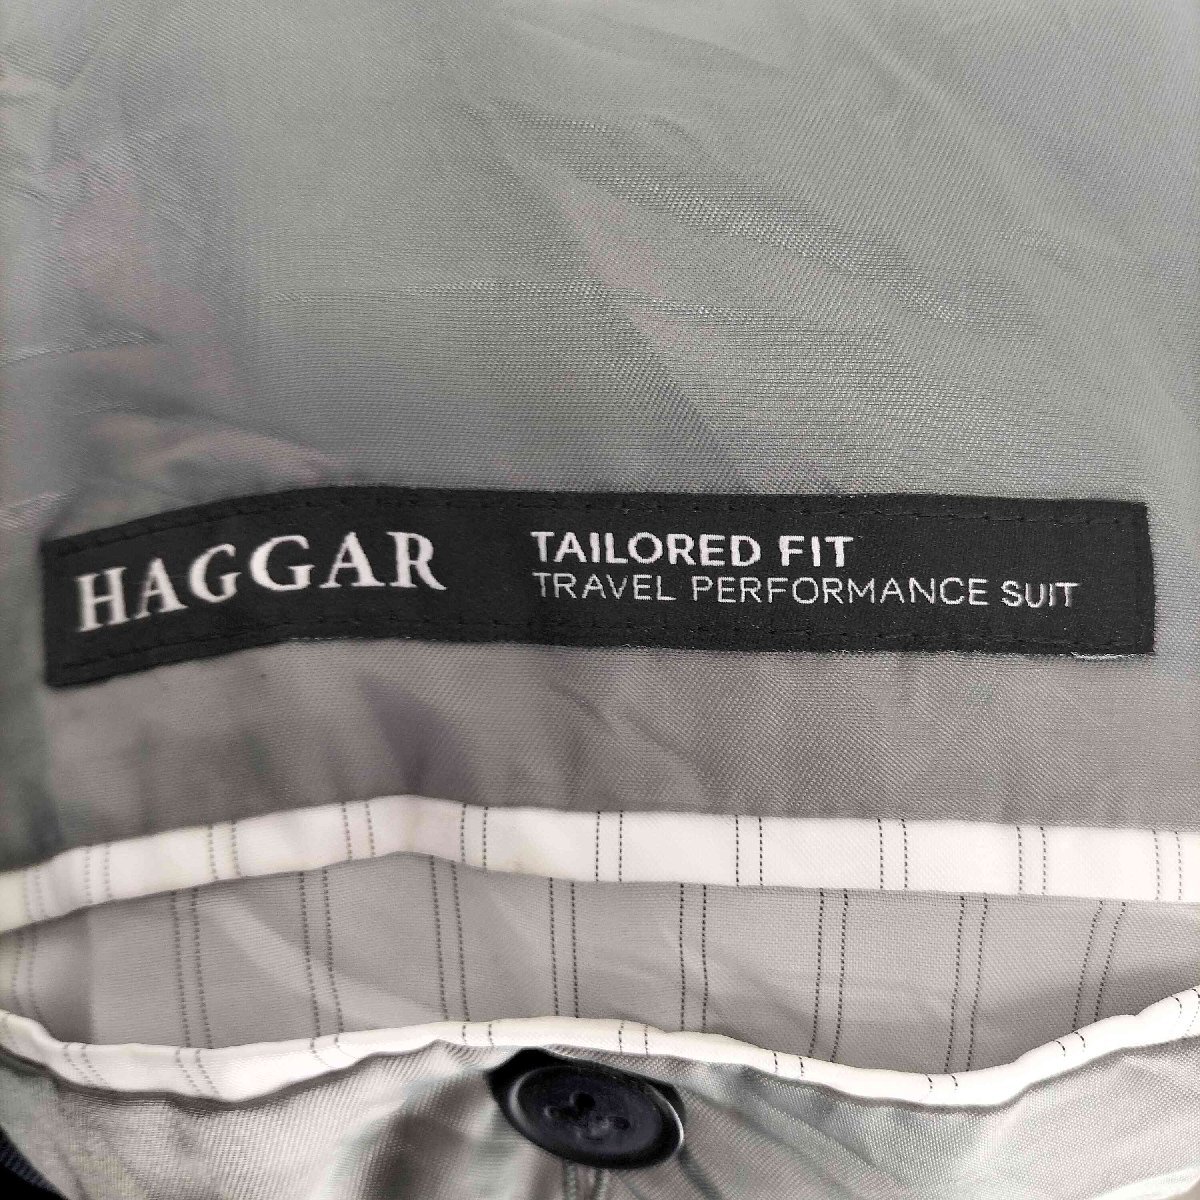 HAGGAR
TAILORED FIT
TRAVEL PERFORMANCE SUIT